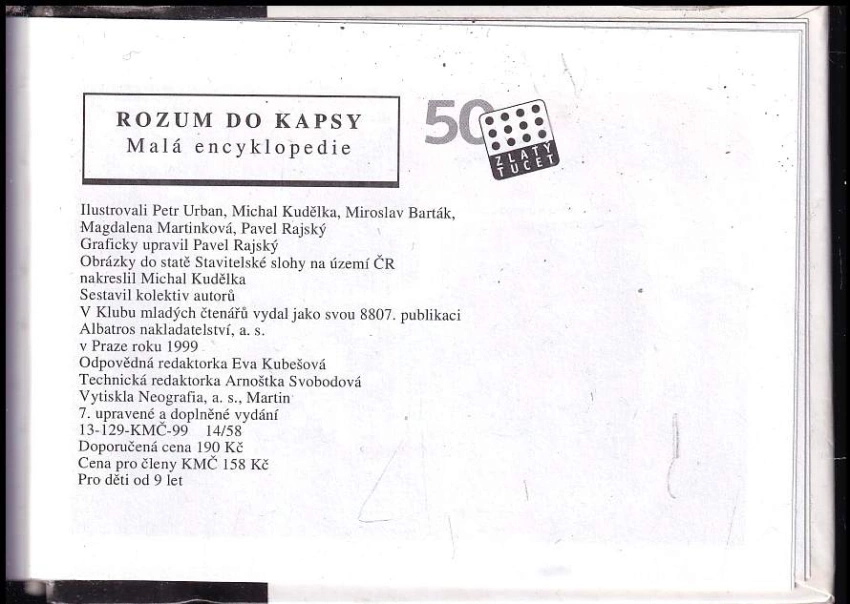 ROZUM DO KAPSY
Malá encyklopedie
50
ZLATÝ
TUCET
Ilustrovali Petr Urban, Michal Kudělka, Miroslav Barták,
Magdalena Martinková, Pavel Rajský
Graficky upravil Pavel Rajský
Obrázky do statě Stavitelské slohy na území ČR
nakreslil Michal Kudělka
Sestavil kolektiv autorů
V Klubu mladých čtenářů vydal jako svou 8807. publikaci
Albatros nakladatelství, a. s.
v Praze roku 1999
Odpovědná redaktorka Eva Kubešová
Technická redaktorka Arnoštka Svobodová
Vytiskla Neografia, a. s., Martin
7. upravené a doplněné vydání
13-129-KMČ-99 14/58
Doporučená cena 190 Kč
Cena pro členy KMČ 158 Kč
Pro děti od 9 let